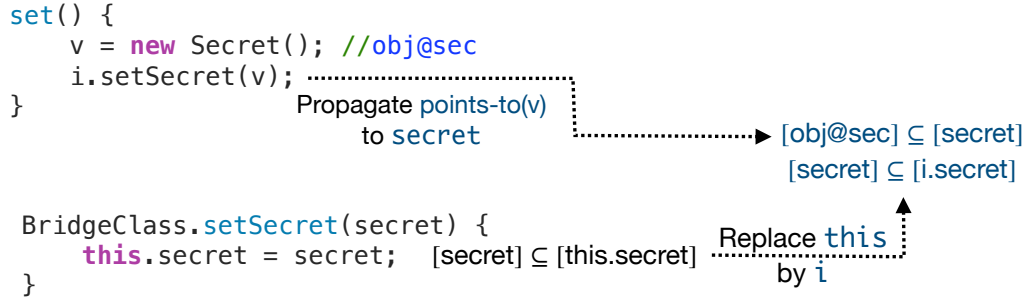 set() {
    v = new Secret(); //obj@sec
    i.setSecret(v);
}
Propagate points-to(v)
to secret
[obj@sec] ⊆ [secret]
[secret] ⊆ [i.secret]
BridgeClass.setSecret(secret) {
    this.secret = secret;
}
[secret] ⊆ [this.secret]
Replace this
by i